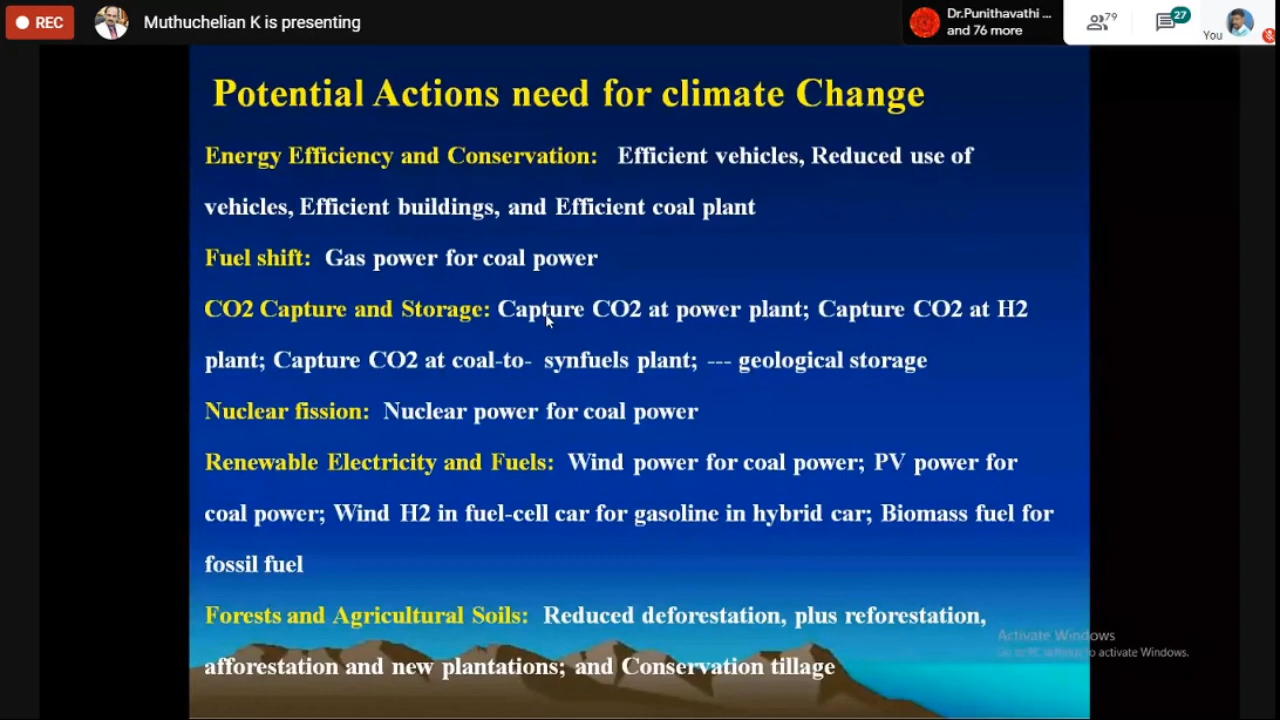 REC
Muthuchelian K is presenting
Dr.Punithavathi ...
and 76 more
79
27
You
Potential Actions need for climate Change
Energy Efficiency and Conservation: Efficient vehicles, Reduced use of
vehicles, Efficient buildings, and Efficient coal plant
Fuel shift: Gas power for coal power
CO2 Capture and Storage: Capture CO2 at power plant; Capture CO2 at H2
plant; Capture CO2 at coal-to- synfuels plant; --- geological storage
Nuclear fission: Nuclear power for coal power
Renewable Electricity and Fuels: Wind power for coal power; PV power for
coal power; Wind H2 in fuel-cell car for gasoline in hybrid car; Biomass fuel for
fossil fuel
Forests and Agricultural Soils: Reduced deforestation, plus reforestation,
afforestation and new plantations; and Conservation tillage
Activate Windows
Go to PC settings to activate Windows.